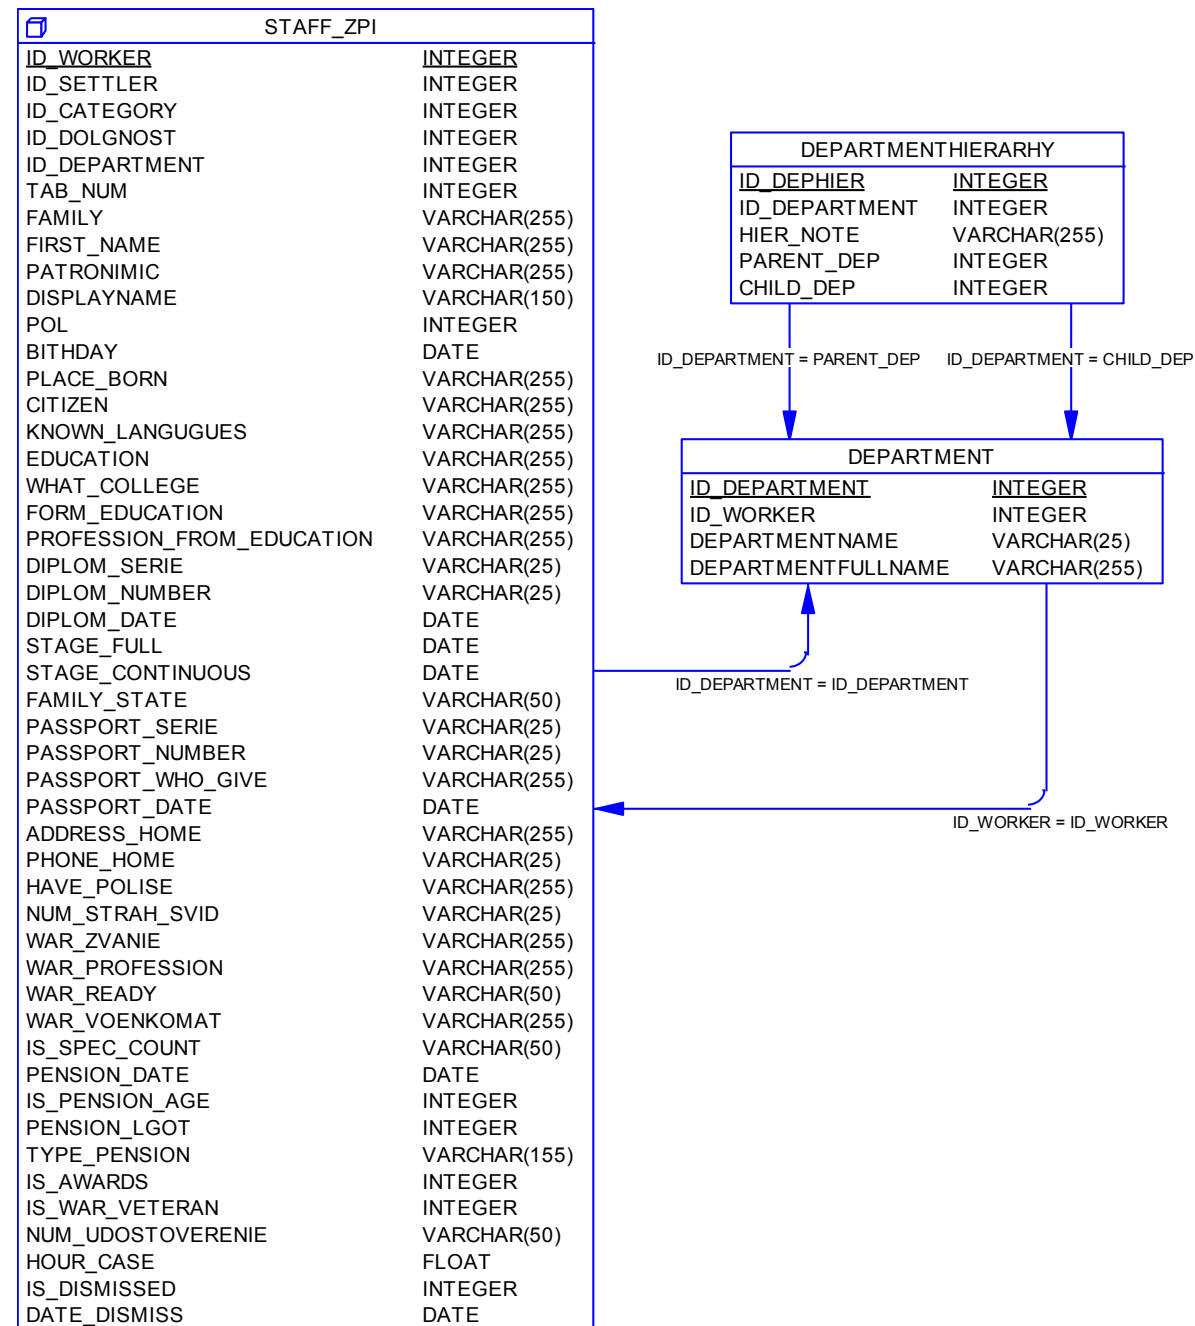 STAFF_ZPI
ID_WORKER INTEGER
ID_SETTLER INTEGER
ID_CATEGORY INTEGER
ID_DOLGNOST INTEGER
ID_DEPARTMENT INTEGER
TAB_NUM INTEGER
FAMILY VARCHAR(255)
FIRST_NAME VARCHAR(255)
PATRONIMIC VARCHAR(255)
DISPLAYNAME VARCHAR(150)
POL INTEGER
BITHDAY DATE
PLACE_BORN VARCHAR(255)
CITIZEN VARCHAR(255)
KNOWN_LANGUGUES VARCHAR(255)
EDUCATION VARCHAR(255)
WHAT_COLLEGE VARCHAR(255)
FORM_EDUCATION VARCHAR(255)
PROFESSION_FROM_EDUCATION VARCHAR(255)
DIPLOM_SERIE VARCHAR(25)
DIPLOM_NUMBER VARCHAR(25)
DIPLOM_DATE DATE
STAGE_FULL DATE
STAGE_CONTINUOUS DATE
FAMILY_STATE VARCHAR(50)
PASSPORT_SERIE VARCHAR(25)
PASSPORT_NUMBER VARCHAR(25)
PASSPORT_WHO_GIVE VARCHAR(255)
PASSPORT_DATE DATE
ADDRESS_HOME VARCHAR(255)
PHONE_HOME VARCHAR(25)
HAVE_POLISE VARCHAR(255)
NUM_STRAH_SVID VARCHAR(25)
WAR_ZVANIE VARCHAR(255)
WAR_PROFESSION VARCHAR(255)
WAR_READY VARCHAR(50)
WAR_VOENKOMAT VARCHAR(255)
IS_SPEC_COUNT VARCHAR(50)
PENSION_DATE DATE
IS_PENSION_AGE INTEGER
PENSION_LGOT INTEGER
TYPE_PENSION VARCHAR(155)
IS_AWARDS INTEGER
IS_WAR_VETERAN INTEGER
NUM_UDOSTOVERENIE VARCHAR(50)
HOUR_CASE FLOAT
IS_DISMISSED INTEGER
DATE_DISMISS DATE
DEPARTMENTHIERARHY
ID_DEPHIER INTEGER
ID_DEPARTMENT INTEGER
HIER_NOTE VARCHAR(255)
PARENT_DEP INTEGER
CHILD_DEP INTEGER
ID_DEPARTMENT = PARENT_DEP ID_DEPARTMENT = CHILD_DEP
DEPARTMENT
ID_DEPARTMENT INTEGER
ID_WORKER INTEGER
DEPARTMENTNAME VARCHAR(25)
DEPARTMENTFULLNAME VARCHAR(255)
ID_DEPARTMENT = ID_DEPARTMENT
ID_WORKER = ID_WORKER